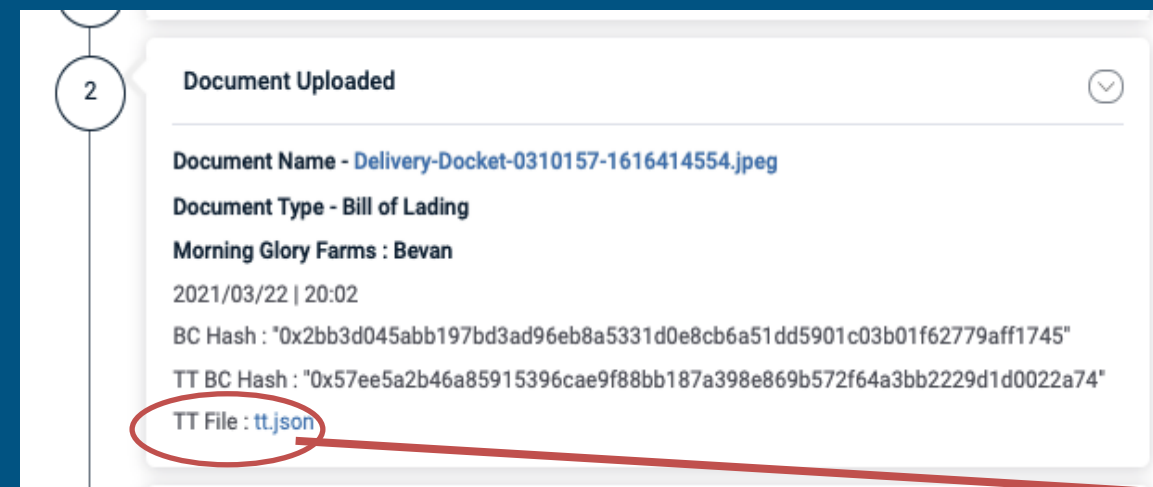 2
Document Uploaded
Document Name - Delivery-Docket-0310157-1616414554.jpeg
Document Type - Bill of Lading
Morning Glory Farms : Bevan
2021/03/22 | 20:02
BC Hash : "0x2bb3d045abb197bd3ad96eb8a5331d0e8cb6a51dd5901c03b01f62779aff1745"
TT BC Hash : "0x57ee5a2b46a85915396cae9f88bb187a398e869b572f64a3bb2229d1d0022a74"
TT File : tt.json